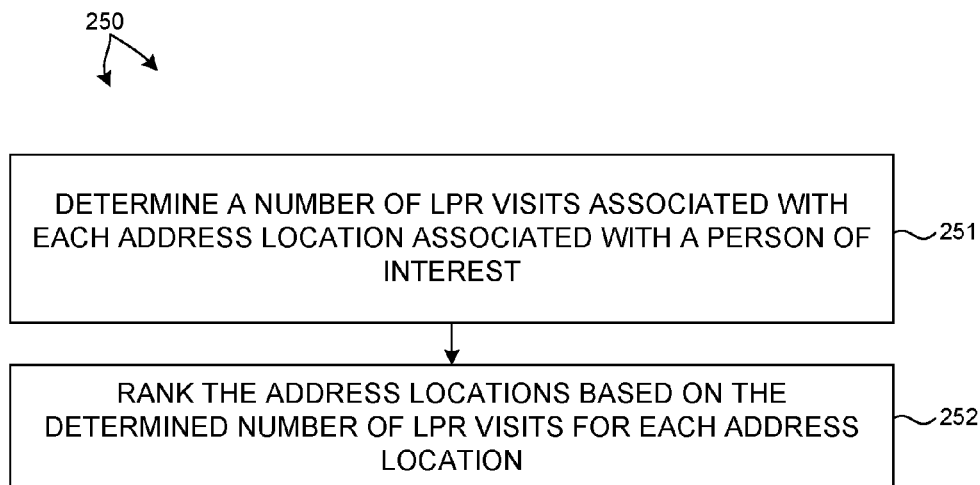 250
DETERMINE A NUMBER OF LPR VISITS ASSOCIATED WITH
EACH ADDRESS LOCATION ASSOCIATED WITH A PERSON OF
INTEREST
251
RANK THE ADDRESS LOCATIONS BASED ON THE
DETERMINED NUMBER OF LPR VISITS FOR EACH ADDRESS
LOCATION
252